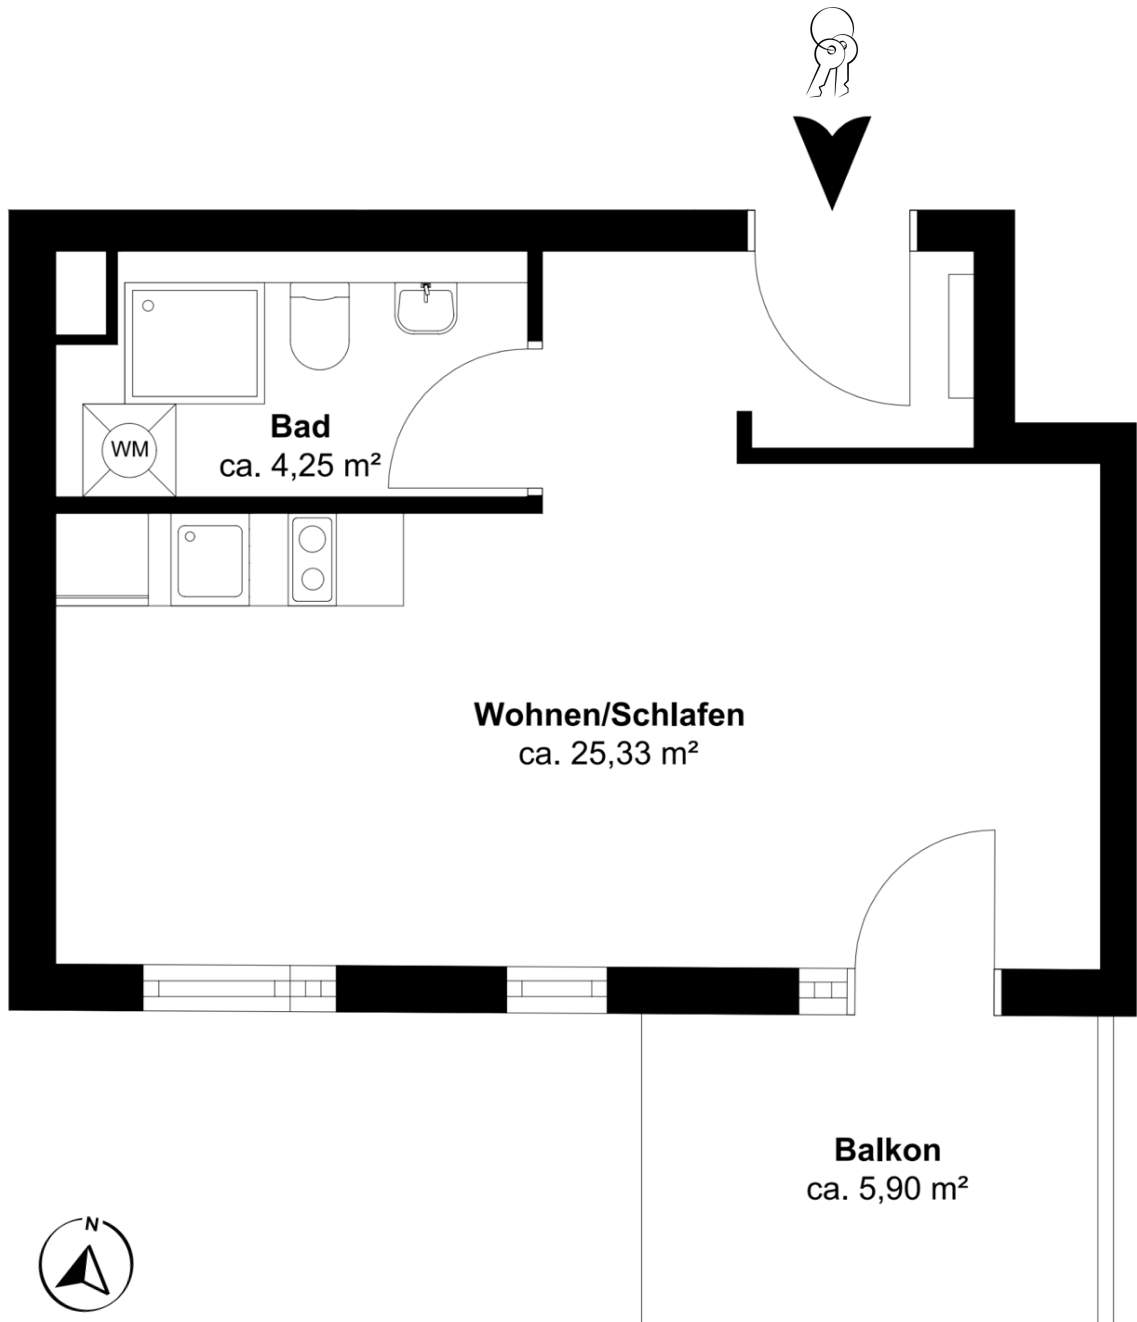 Bad
ca. 4,25 m²
WM
Wohnen/Schlafen
ca. 25,33 m²
Balkon
ca. 5,90 m²
N